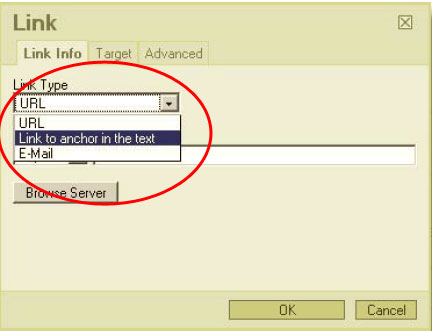 Link
Link Info Target Advanced
Link Type
URL
URL
Link to anchor in the text
E-Mail
Browse Server
OK Cancel